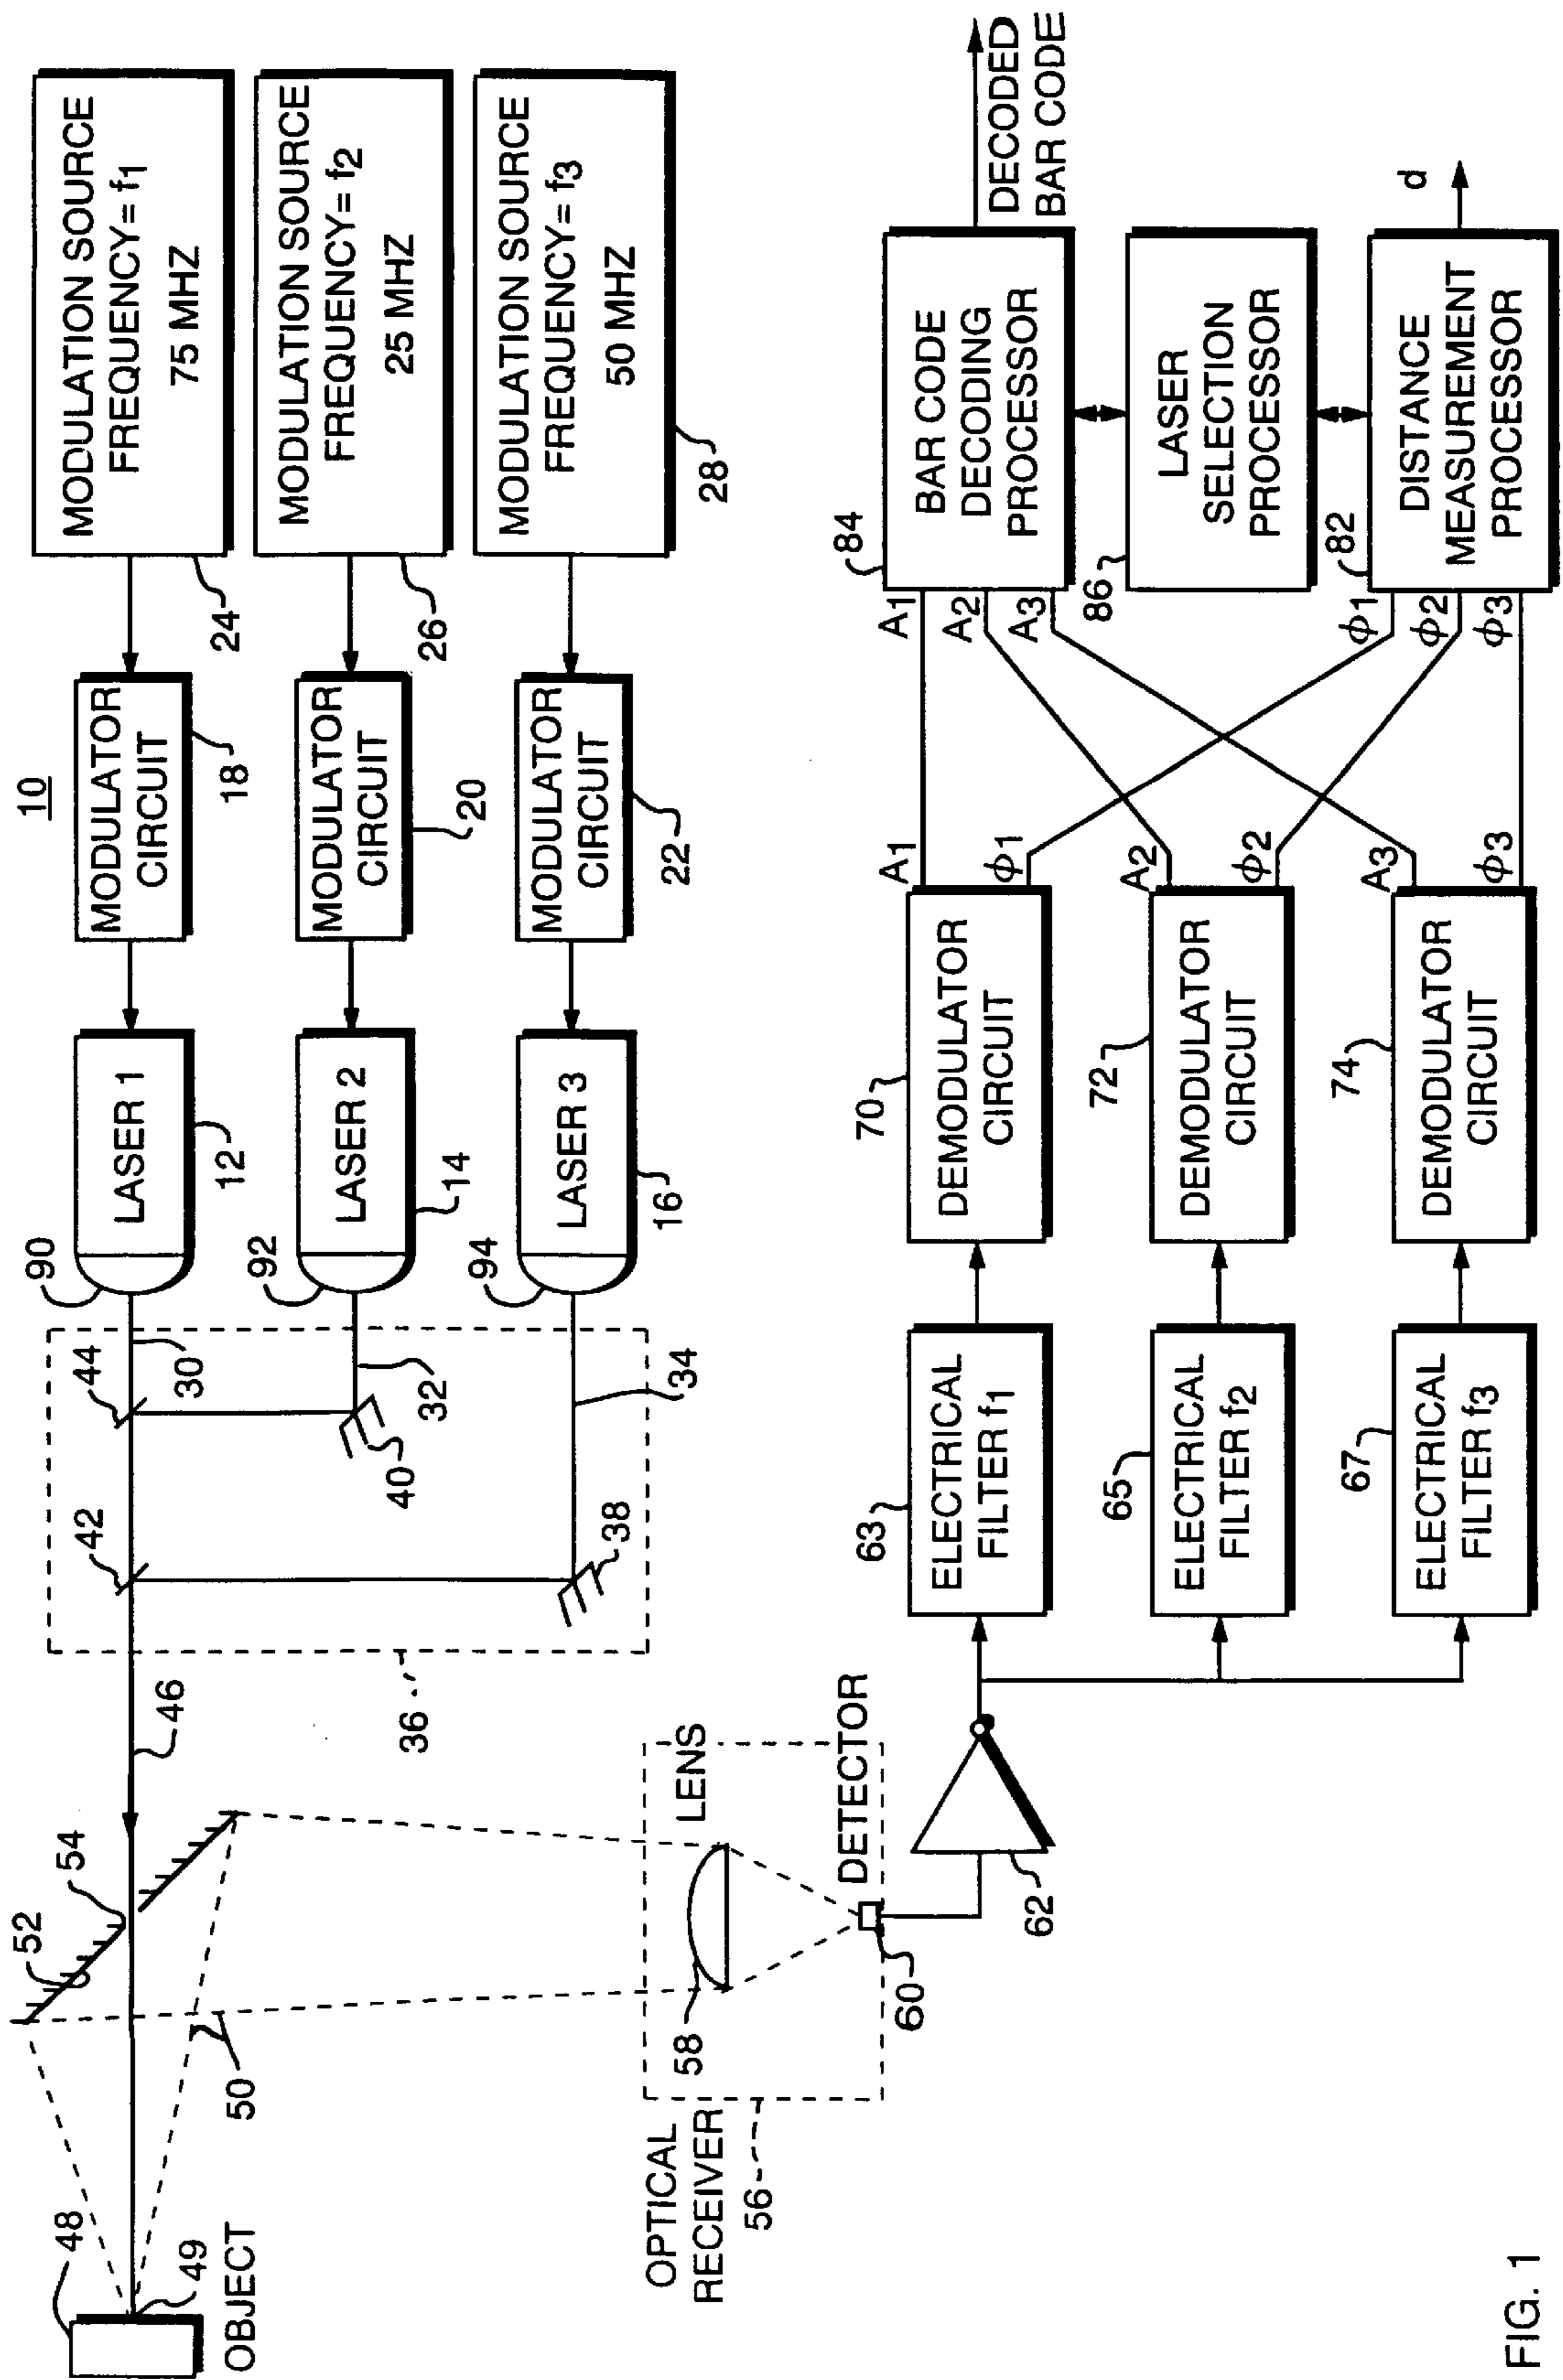 10
MODULATION SOURCE
FREQUENCY= f1
75 MHZ
24
MODULATOR
CIRCUIT
18
LASER 1
12
90
44
30
42
46
54
52
48
49
OBJECT
50
MODULATION SOURCE
FREQUENCY= f2
25 MHZ
26
MODULATOR
CIRCUIT
20
LASER 2
14
92
32
40
MODULATION SOURCE
FREQUENCY= f3
50 MHZ
28
MODULATOR
CIRCUIT
22
LASER 3
16
94
34
38
36
OPTICAL
RECEIVER
56
LENS
58
DETECTOR
60
62
63
ELECTRICAL
FILTER f1
70
DEMODULATOR
CIRCUIT
A1
ϕ1
65
ELECTRICAL
FILTER f2
72
DEMODULATOR
CIRCUIT
A2
ϕ2
67
ELECTRICAL
FILTER f3
74
DEMODULATOR
CIRCUIT
A3
ϕ3
A1
A2
A3
84
BAR CODE
DECODING
PROCESSOR
DECODED
BAR CODE
86
LASER
SELECTION
PROCESSOR
ϕ1
ϕ2
ϕ3
82
DISTANCE
MEASUREMENT
PROCESSOR
d
FIG. 1